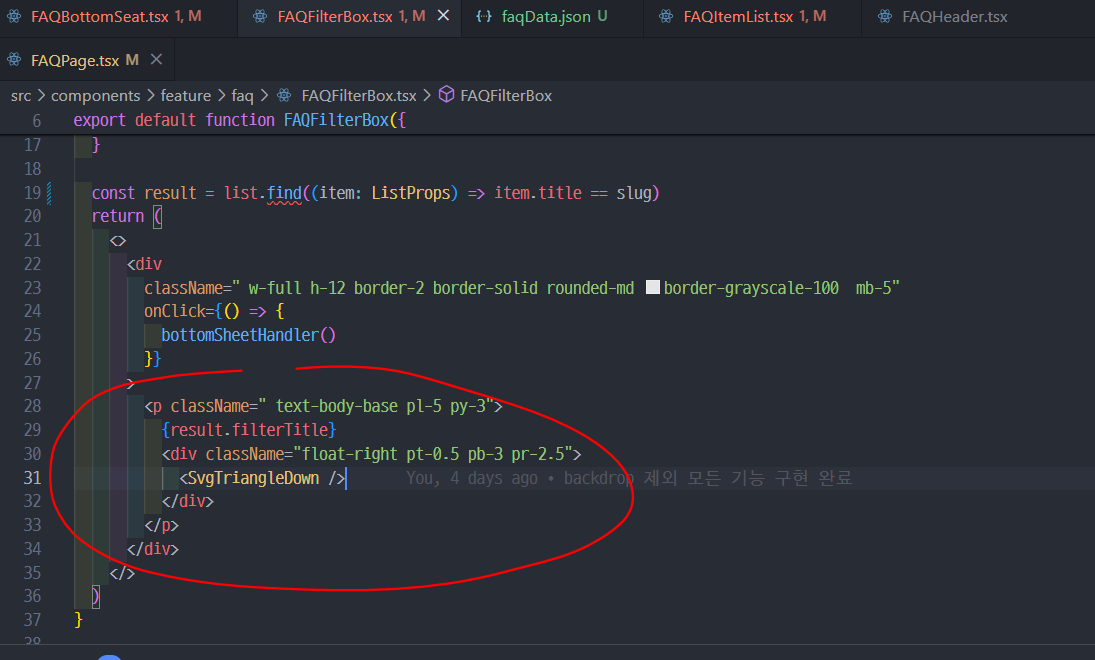 FAQBottomSeat.tsx 1, M FAQFilterBox.tsx 1, M faqData.json U FAQItemList.tsx 1, M FAQHeader.tsx
FAQPage.tsx M
src > components > feature > faq > FAQFilterBox.tsx > FAQFilterBox
6 export default function FAQFilterBox({
17 }
18
19 const result = list.find((item: ListProps) => item.title == slug)
20 return (
21 <>
22 <div
23 className=" w-full h-12 border-2 border-solid rounded-md border-grayscale-100 mb-5"
24 onClick={() => {
25 bottomSheetHandler()
26 }}
27 >
28 <p className=" text-body-base pl-5 py-3">
29 {result.filterTitle}
30 <div className="float-right pt-0.5 pb-3 pr-2.5">
31 <SvgTriangleDown /> You, 4 days ago • backdrop 제외 모든 기능 구현 완료
32 </div>
33 </p>
34 </div>
35 </>
36 )
37 }
38